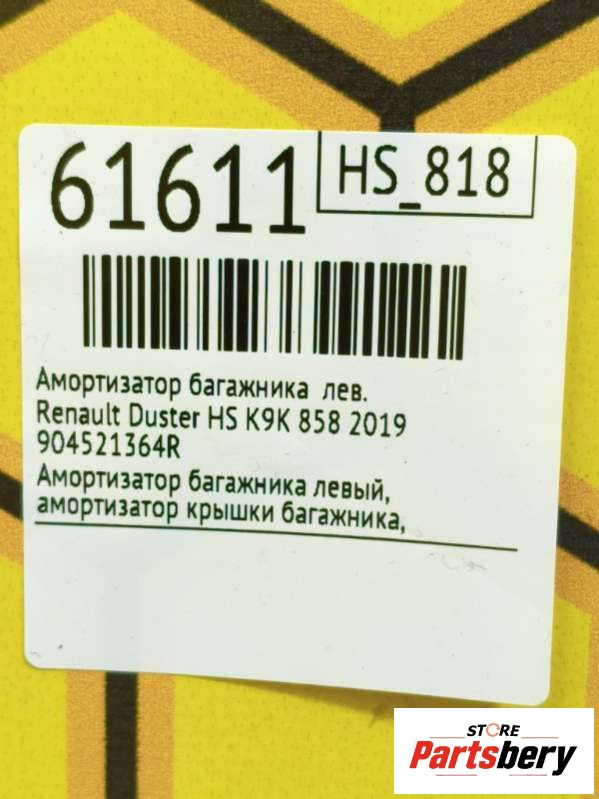 61611
HS_818
Амортизатор багажника лев.
Renault Duster HS K9K 858 2019
904521364R
Амортизатор багажника левый,
амортизатор крышки багажника,
STORE
Partsbery